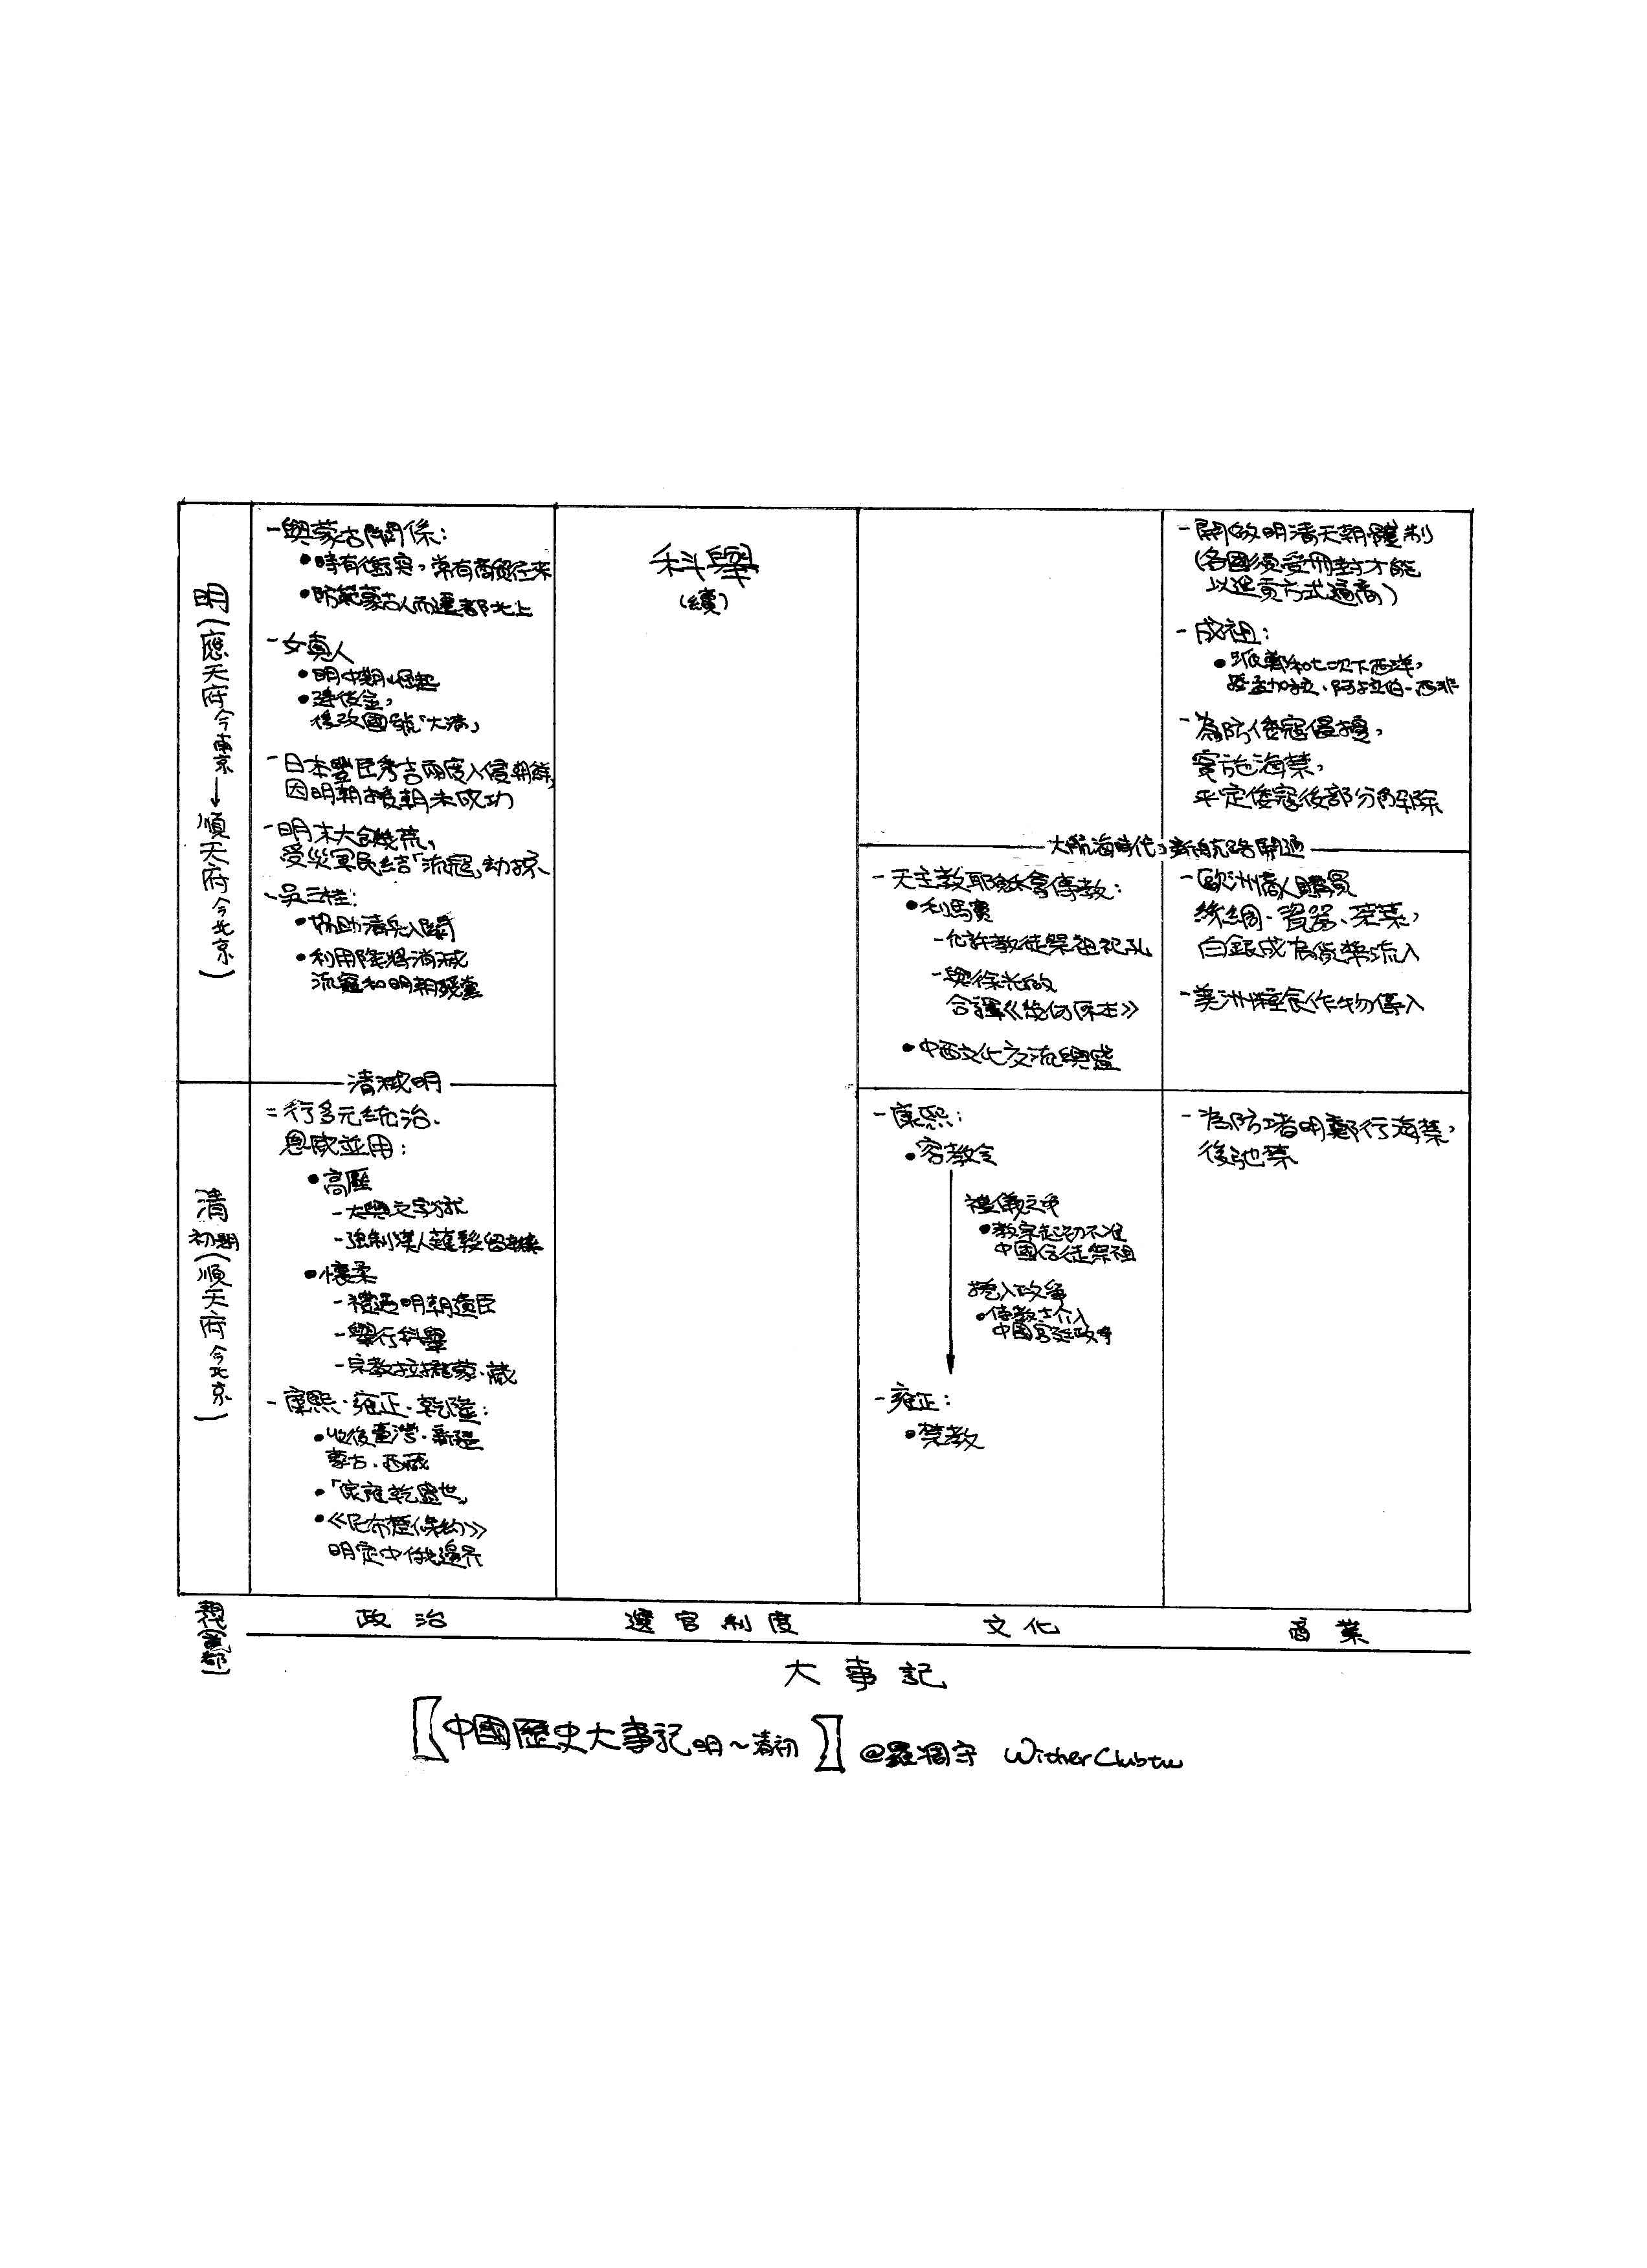 明(應天府今南京→順天府今北京)
-與蒙古關係:
•時有衝突,常有商貿往來
•防範蒙古人而遷都北上
-女真人
•明中期崛起
•建後金,
後改國號「大清」
-日本豐臣秀吉兩度入侵朝鮮,
因明朝援朝未成功
-明末大饑荒,
受災軍民結「流寇」劫掠
-吳三桂:
•協助清兵入關
•利用降將消滅
流寇和明朝殘黨
科舉
(續)
-開啟明清天朝體制
(各國須受冊封才能
以進貢方式通商)
-成祖:
•派鄭和七次下西洋,
孟加拉、阿拉伯、西非
-為防倭寇侵擾,
實施海禁,
平定倭寇後部分解除
大航海時代,新航路開通
-天主教耶穌會傳教:
•利馬竇
-允許教徒祭祖祀孔
-與徐光啟
合譯《幾何原本》
•中西文化交流興盛
-歐洲商人購買
絲綢、瓷器、茶葉,
白銀成為貨幣流入
-美洲糧食作物傳入
清滅明
清初期(順天府今北京)
=行多元統治、
恩威並用:
•高壓
-大興文字獄
-強制漢人薙髮留辮
•懷柔
-禮遇明朝遺臣
-舉行科舉
-宗教拉攏蒙、藏
-康熙、雍正、乾隆:
•收後臺灣、新疆
蒙古、西藏
•「康雍乾盛世」
•《尼布楚條約》
明定中俄邊界
-康熙:
•容教令
禮儀之爭
•教宗起初不准
中國信徒祭祖
捲入政爭
•傳教士介入
中國宮廷政爭
-雍正:
•禁教
-為防堵明鄭行海禁,
後弛禁
朝(首都)
政治
選官制度
文化
商業
大事記
【中國歷史大事記明~清初】@羅惆守 WitherClubtw